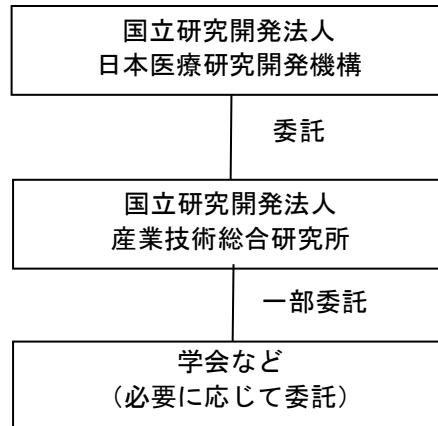 国立研究開発法人
日本医療研究開発機構
委託
国立研究開発法人
産業技術総合研究所
一部委託
学会など
（必要に応じて委託）